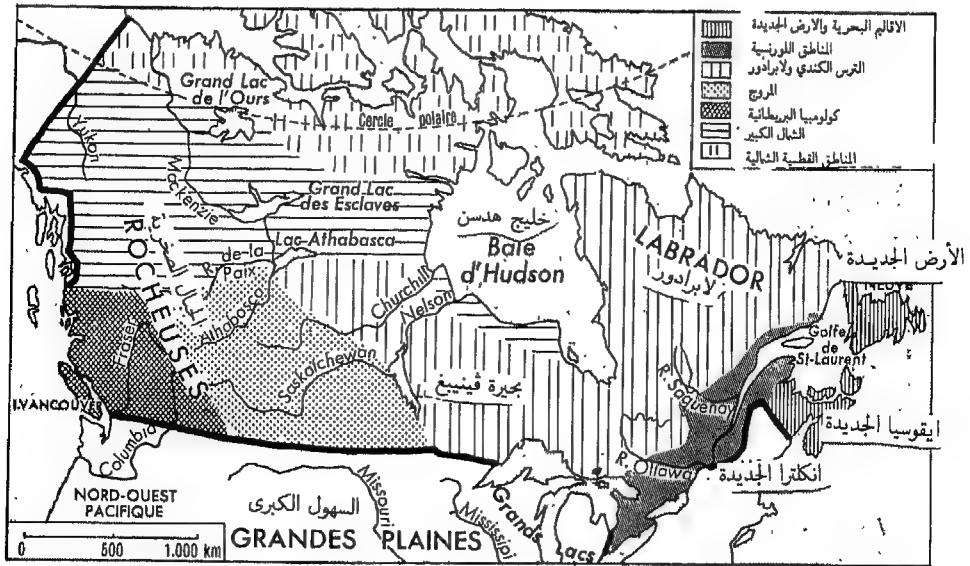 الاقاليم البحرية والارض الجديدة
المناطق اللورنسية
الترس الكندي ولابرادور
المروج
كولومبيا البريطانية
الشمال الكبير
المناطق القطبية الشمالية
Grand Lac
de l'Ours
Cercle polaire
Yukon
Mackenzie
Grand Lac
des Esclaves
Lac Athabasca
R. de la
Paix
ROCHEUSES
خليج هدسن
Baie
d'Hudson
LABRADOR
لابرادور
الأرض الجديدة
Golfe
de
St-Laurent
Churchill
Nelson
Athabasca
Saskatchewan
Fraser
بحيرة ڤينيبيغ
R. Saguenay
R. Ottawa
ايقوسيا الجديدة
انكلترا الجديدة
I.VANCOUVER
Columbia
NORD-OUEST
PACIFIQUE
السهول الكبرى
GRANDES PLAINES
Missouri
Mississipi
Grands
Lacs
0 500 1.000 km